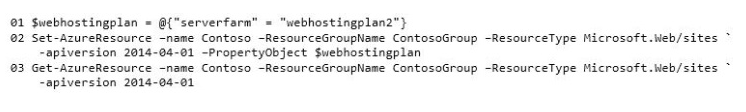 01 $webhostingplan = @{"serverfarm" = "webhostingplan2"}
02 Set-AzureResource –name Contoso –ResourceGroupName ContosoGroup –ResourceType Microsoft.Web/sites `
-apiversion 2014-04-01 –PropertyObject $webhostingplan
03 Get-AzureResource –name Contoso –ResourceGroupName ContosoGroup –ResourceType Microsoft.Web/sites `
-apiversion 2014-04-01